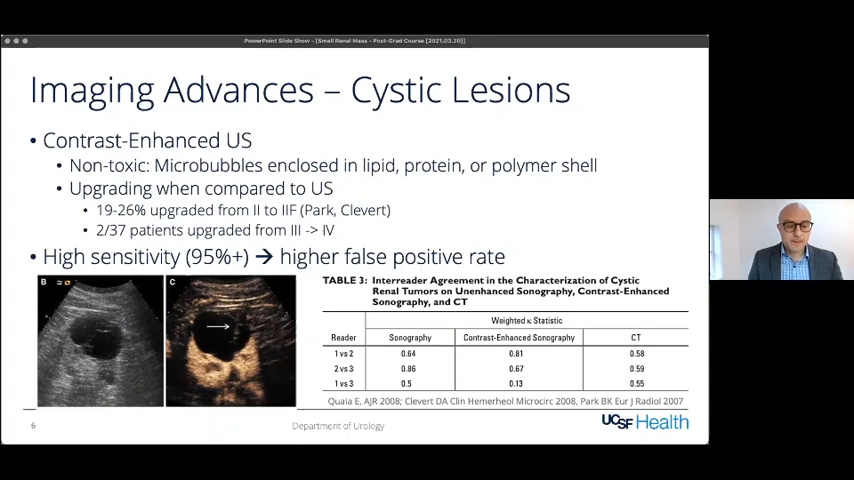 PowerPoint Slide Show - [Small Renal Mass - Post-Grad Course [2021.03.20]]
Imaging Advances – Cystic Lesions
• Contrast-Enhanced US
• Non-toxic: Microbubbles enclosed in lipid, protein, or polymer shell
• Upgrading when compared to US
• 19-26% upgraded from II to IIF (Park, Clevert)
• 2/37 patients upgraded from III -> IV
• High sensitivity (95%+) → higher false positive rate
B
C
TABLE 3: Interreader Agreement in the Characterization of Cystic
Renal Tumors on Unenhanced Sonography, Contrast-Enhanced
Sonography, and CT
Weighted κ Statistic
Reader Sonography Contrast-Enhanced Sonography CT
1 vs 2 0.64 0.81 0.58
2 vs 3 0.86 0.67 0.59
1 vs 3 0.5 0.13 0.55
Quaia E, AJR 2008; Clevert DA Clin Hemerheol Microcirc 2008, Park BK Eur J Radiol 2007
6
Department of Urology
UCSF Health